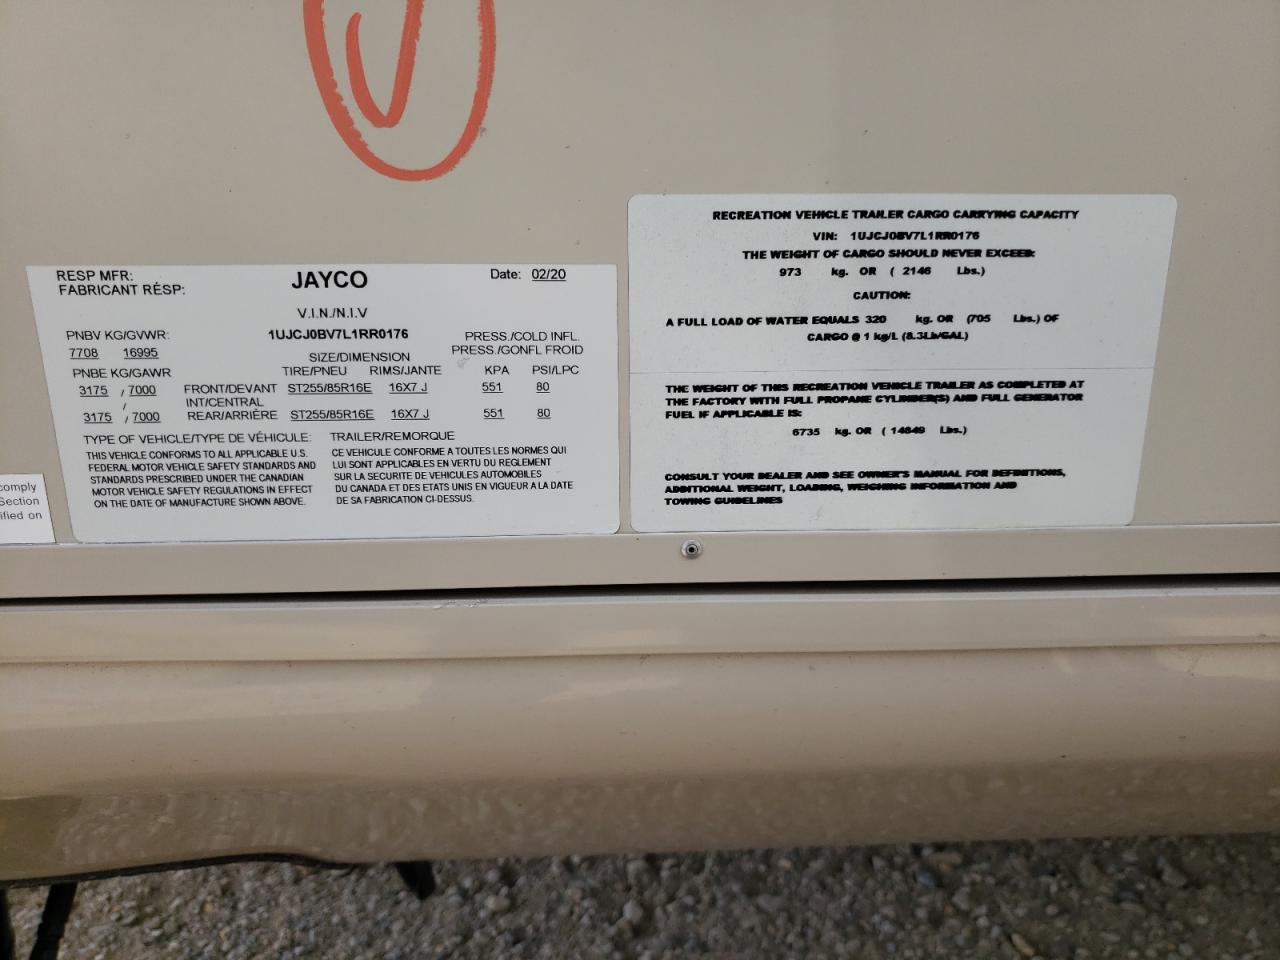 RESP MFR:
FABRICANT RÉSP:
JAYCO
Date: 02/20
V.I.N./N.I.V
PNBV KG/GVWR:
1UJCJ0BV7L1RR0176
PRESS./COLD INFL.
7708 16995
SIZE/DIMENSION
PRESS./GONFL FROID
PNBE KG/GAWR
TIRE/PNEU RIMS/JANTE KPA PSI/LPC
3175 / 7000 FRONT/DEVANT ST255/85R16E 16X7 J 551 80
/ INT/CENTRAL
3175 / 7000 REAR/ARRIÈRE ST255/85R16E 16X7 J 551 80
TYPE OF VEHICLE/TYPE DE VÉHICULE: TRAILER/REMORQUE
THIS VEHICLE CONFORMS TO ALL APPLICABLE U.S.
FEDERAL MOTOR VEHICLE SAFETY STANDARDS AND
STANDARDS PRESCRIBED UNDER THE CANADIAN
MOTOR VEHICLE SAFETY REGULATIONS IN EFFECT
ON THE DATE OF MANUFACTURE SHOWN ABOVE.
CE VEHICULE CONFORME A TOUTES LES NORMES QUI
LUI SONT APPLICABLES EN VERTU DU REGLEMENT
SUR LA SECURITE DE VEHICULES AUTOMOBILES
DU CANADA ET DES ETATS UNIS EN VIGUEUR A LA DATE
DE SA FABRICATION CI-DESSUS.
RECREATION VEHICLE TRAILER CARGO CARRYING CAPACITY
VIN: 1UJCJ0BV7L1RR0176
THE WEIGHT OF CARGO SHOULD NEVER EXCEED:
973 kg. OR ( 2146 Lbs.)
CAUTION:
A FULL LOAD OF WATER EQUALS 320 kg. OR (705 Lbs.) OF
CARGO @ 1 kg/L (8.3Lb/GAL)
THE WEIGHT OF THIS RECREATION VEHICLE TRAILER AS COMPLETED AT
THE FACTORY WITH FULL PROPANE CYLINDER(S) AND FULL GENERATOR
FUEL IF APPLICABLE IS:
6735 kg. OR ( 14849 Lbs.)
CONSULT YOUR DEALER AND SEE OWNER'S MANUAL FOR DEFINITIONS,
ADDITIONAL WEIGHT, LOADING, WEIGHING INFORMATION AND
TOWING GUIDELINES
comply
Section
ified on